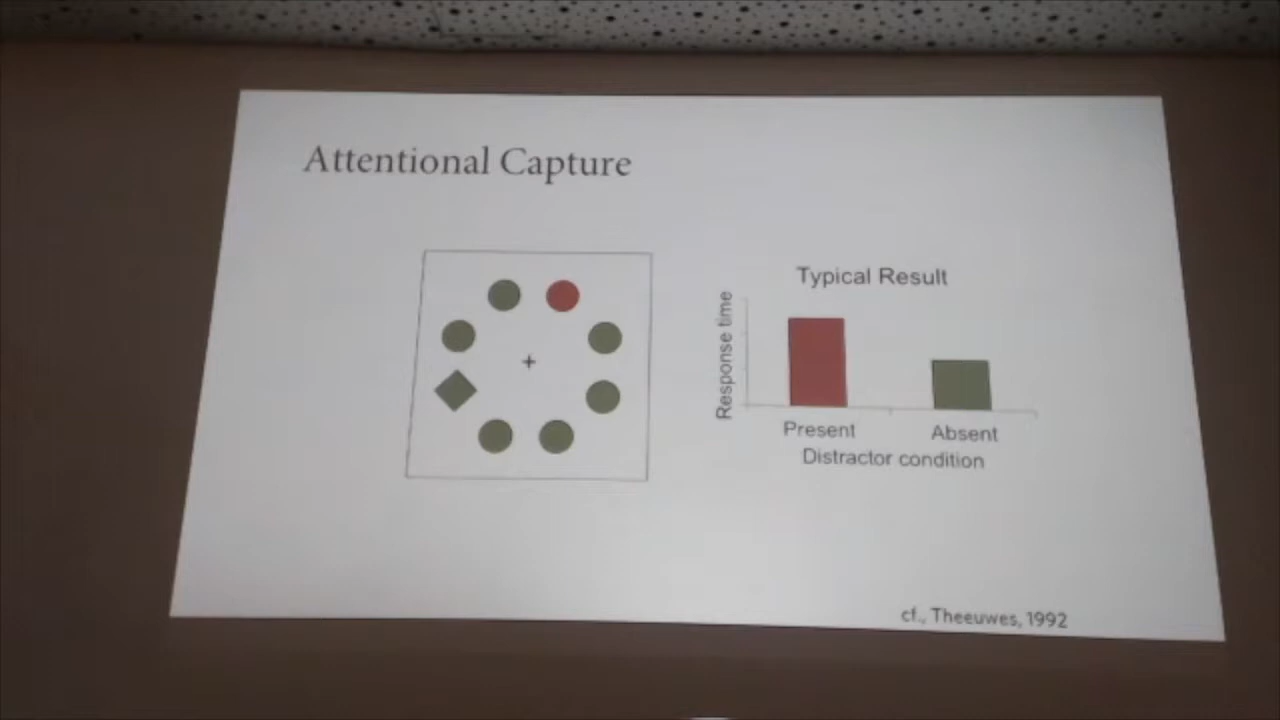 Attentional Capture
Typical Result
Response time
Present
Absent
Distractor condition
cf., Theeuwes, 1992